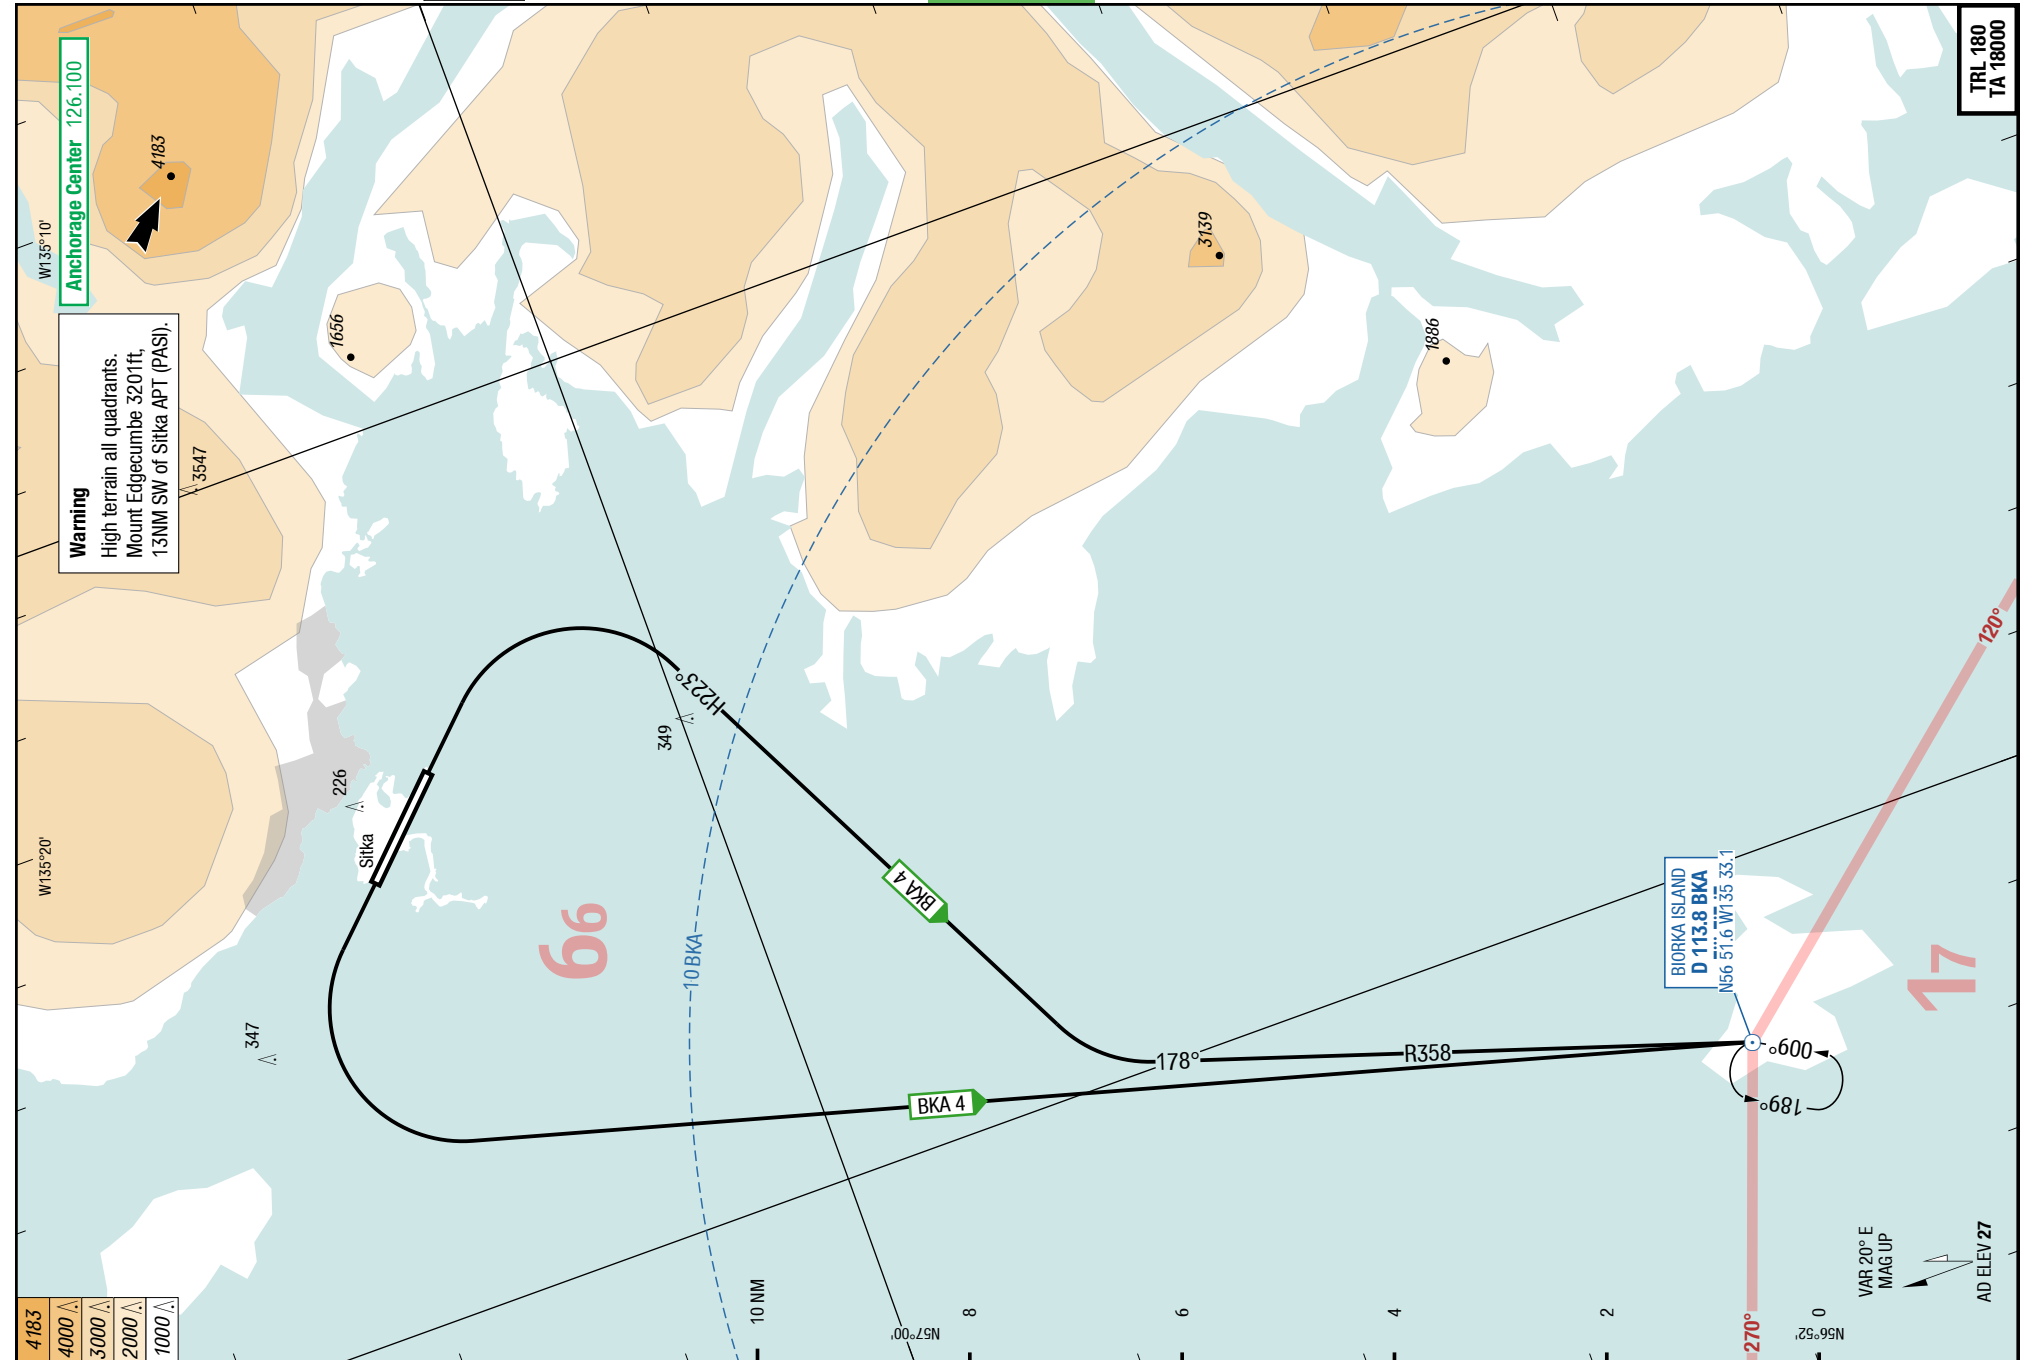 Anchorage Center 126.100
Warning
High terrain all quadrants.
Mount Edgecumbe 3201ft,
13NM SW of Sitka APT (PASI).
TRL 180
TA 18000
W135°10'
W135°20'
4183
1656
3547
3139
1886
226
349
347
Sitka
H223°
BKA 4
BKA 4
10 BKA
66
17
178°
R358
BIORKA ISLAND
D 113.8 BKA
N56 51.6 W135 33.1
009°
189°
120°
270°
4183
4000
3000
2000
1000
10 NM
8
6
4
2
0
N57°00'
N56°52'
VAR 20° E
MAG UP
AD ELEV 27